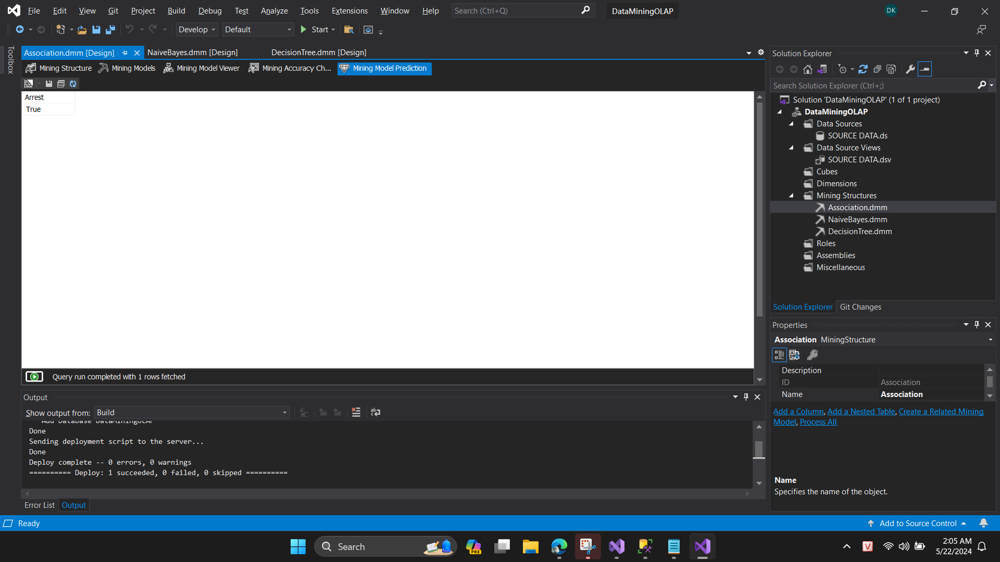 File Edit View Git Project Build Debug Test Analyze Tools Extensions Window Help Search (Ctrl+Q) DataMiningOLAP DK
Develop Default Start
Toolbox
Association.dmm [Design] NaiveBayes.dmm [Design] DecisionTree.dmm [Design]
Mining Structure Mining Models Mining Model Viewer Mining Accuracy Ch... Mining Model Prediction
Arrest
True
Query run completed with 1 rows fetched
Output
Show output from: Build
Add DataBase DataMiningOLAP
Done
Sending deployment script to the server...
Done
Deploy complete -- 0 errors, 0 warnings
========== Deploy: 1 succeeded, 0 failed, 0 skipped ==========
Error List Output
Solution Explorer
Search Solution Explorer (Ctrl+;)
Solution 'DataMiningOLAP' (1 of 1 project)
DataMiningOLAP
Data Sources
SOURCE DATA.ds
Data Source Views
SOURCE DATA.dsv
Cubes
Dimensions
Mining Structures
Association.dmm
NaiveBayes.dmm
DecisionTree.dmm
Roles
Assemblies
Miscellaneous
Solution Explorer Git Changes
Properties
Association MiningStructure
Description
ID Association
Name Association
Add a Column, Add a Nested Table, Create a Related Mining
Model, Process All
Name
Specifies the name of the object.
Ready Add to Source Control
Search PRE V 2:05 AM
5/22/2024